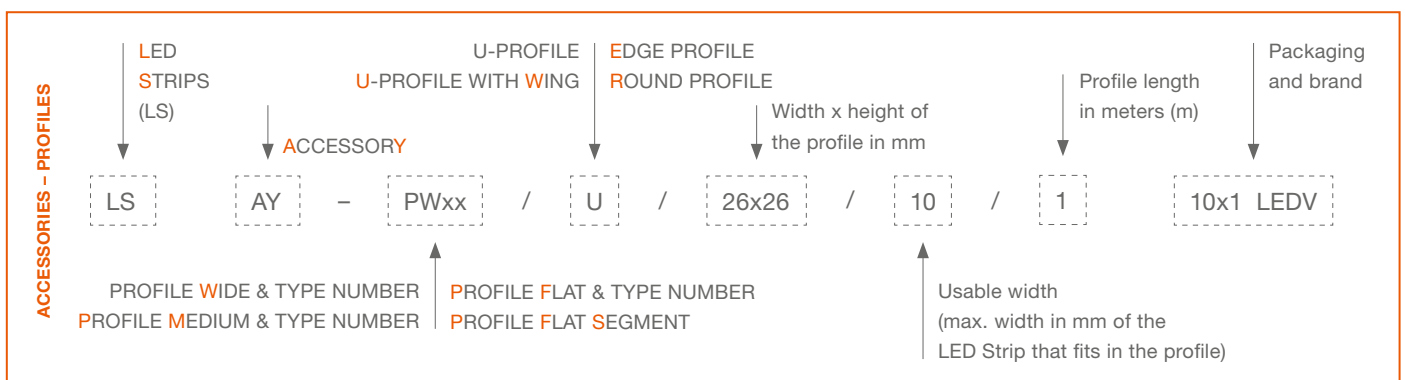 ACCESSORIES – PROFILES
LED
STRIPS
(LS)
ACCESSORY
U-PROFILE
U-PROFILE WITH WING
EDGE PROFILE
ROUND PROFILE
Width x height of
the profile in mm
Profile length
in meters (m)
Packaging
and brand
LS AY – PWxx / U / 26x26 / 10 / 1 10x1 LEDV
PROFILE WIDE & TYPE NUMBER
PROFILE MEDIUM & TYPE NUMBER
PROFILE FLAT & TYPE NUMBER
PROFILE FLAT SEGMENT
Usable width
(max. width in mm of the
LED Strip that fits in the profile)